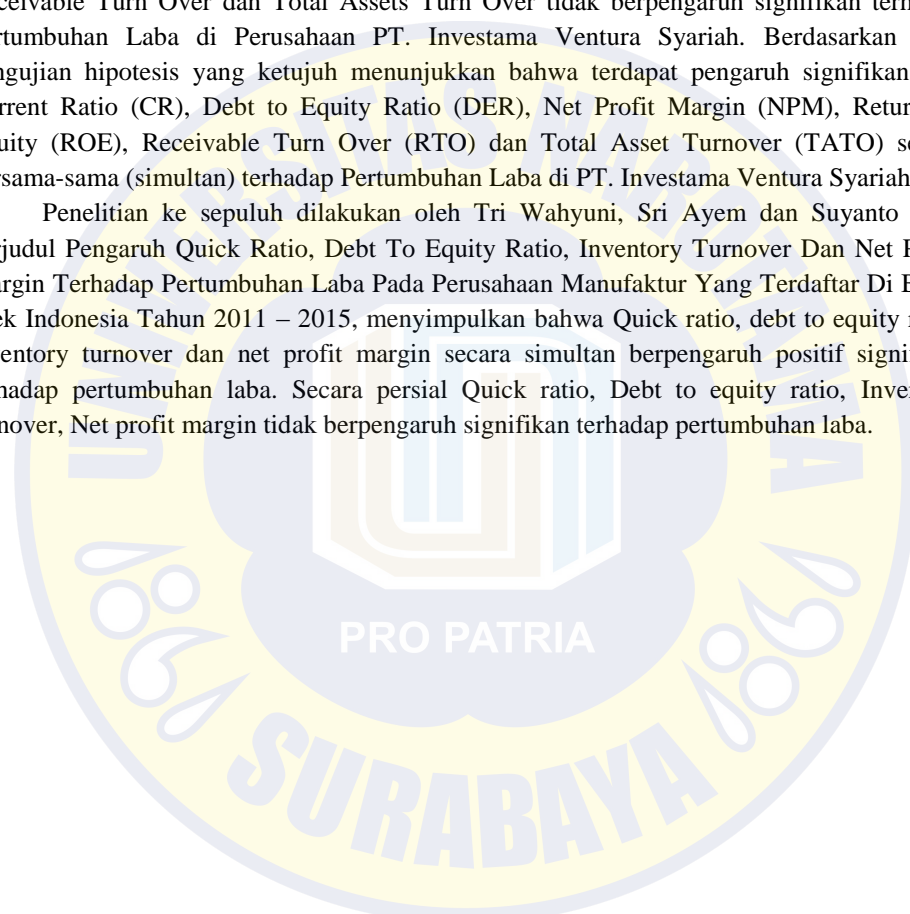 ceivable Turn Over dan Total Assets Turn Over tidak berpengaruh signifikan terh
rtumbuhan Laba di Perusahaan PT. Investama Ventura Syariah. Berdasarkan
ngujian hipotesis yang ketujuh menunjukkan bahwa terdapat pengaruh signifikan
rrent Ratio (CR), Debt to Equity Ratio (DER), Net Profit Margin (NPM), Retur
uity (ROE), Receivable Turn Over (RTO) dan Total Asset Turnover (TATO) se
rsama-sama (simultan) terhadap Pertumbuhan Laba di PT. Investama Ventura Syariah
Penelitian ke sepuluh dilakukan oleh Tri Wahyuni, Sri Ayem dan Suyanto
rjudul Pengaruh Quick Ratio, Debt To Equity Ratio, Inventory Turnover Dan Net P
argin Terhadap Pertumbuhan Laba Pada Perusahaan Manufaktur Yang Terdaftar Di B
ek Indonesia Tahun 2011 – 2015, menyimpulkan bahwa Quick ratio, debt to equity r
entory turnover dan net profit margin secara simultan berpengaruh positif signif
hadap pertumbuhan laba. Secara persial Quick ratio, Debt to equity ratio, Inver
nover, Net profit margin tidak berpengaruh signifikan terhadap pertumbuhan laba.
UNIVERSITAS NAROTAMA
PRO PATRIA
SURABAYA